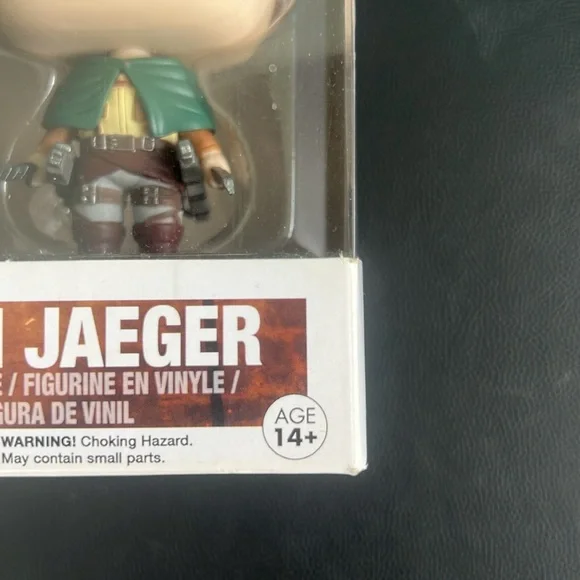 JAEGER
/ FIGURINE EN VINYLE /
GURA DE VINIL
WARNING! Choking Hazard.
May contain small parts.
AGE
14+